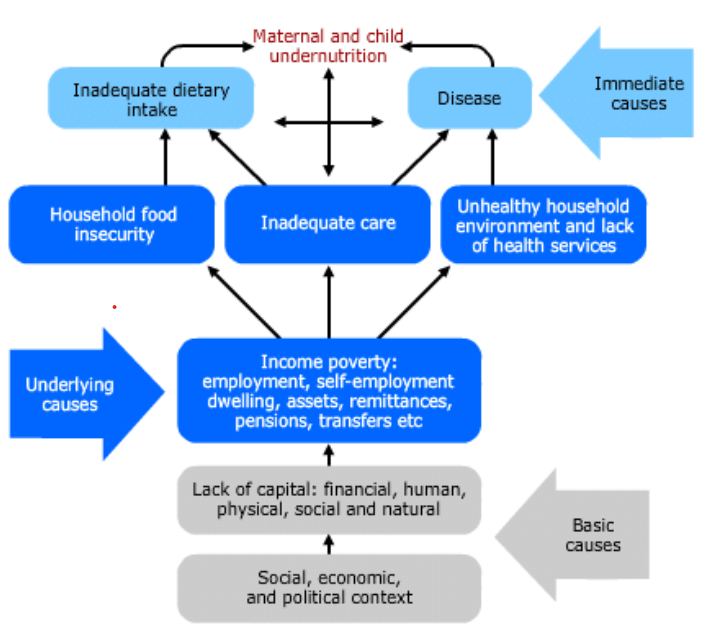 Maternal and child
undernutrition
Inadequate dietary
intake
Disease
Immediate
causes
Household food
insecurity
Inadequate care
Unhealthy household
environment and lack
of health services
Underlying
causes
Income poverty:
employment, self-employment
dwelling, assets, remittances,
pensions, transfers etc
Lack of capital: financial, human,
physical, social and natural
Basic
causes
Social, economic,
and political context